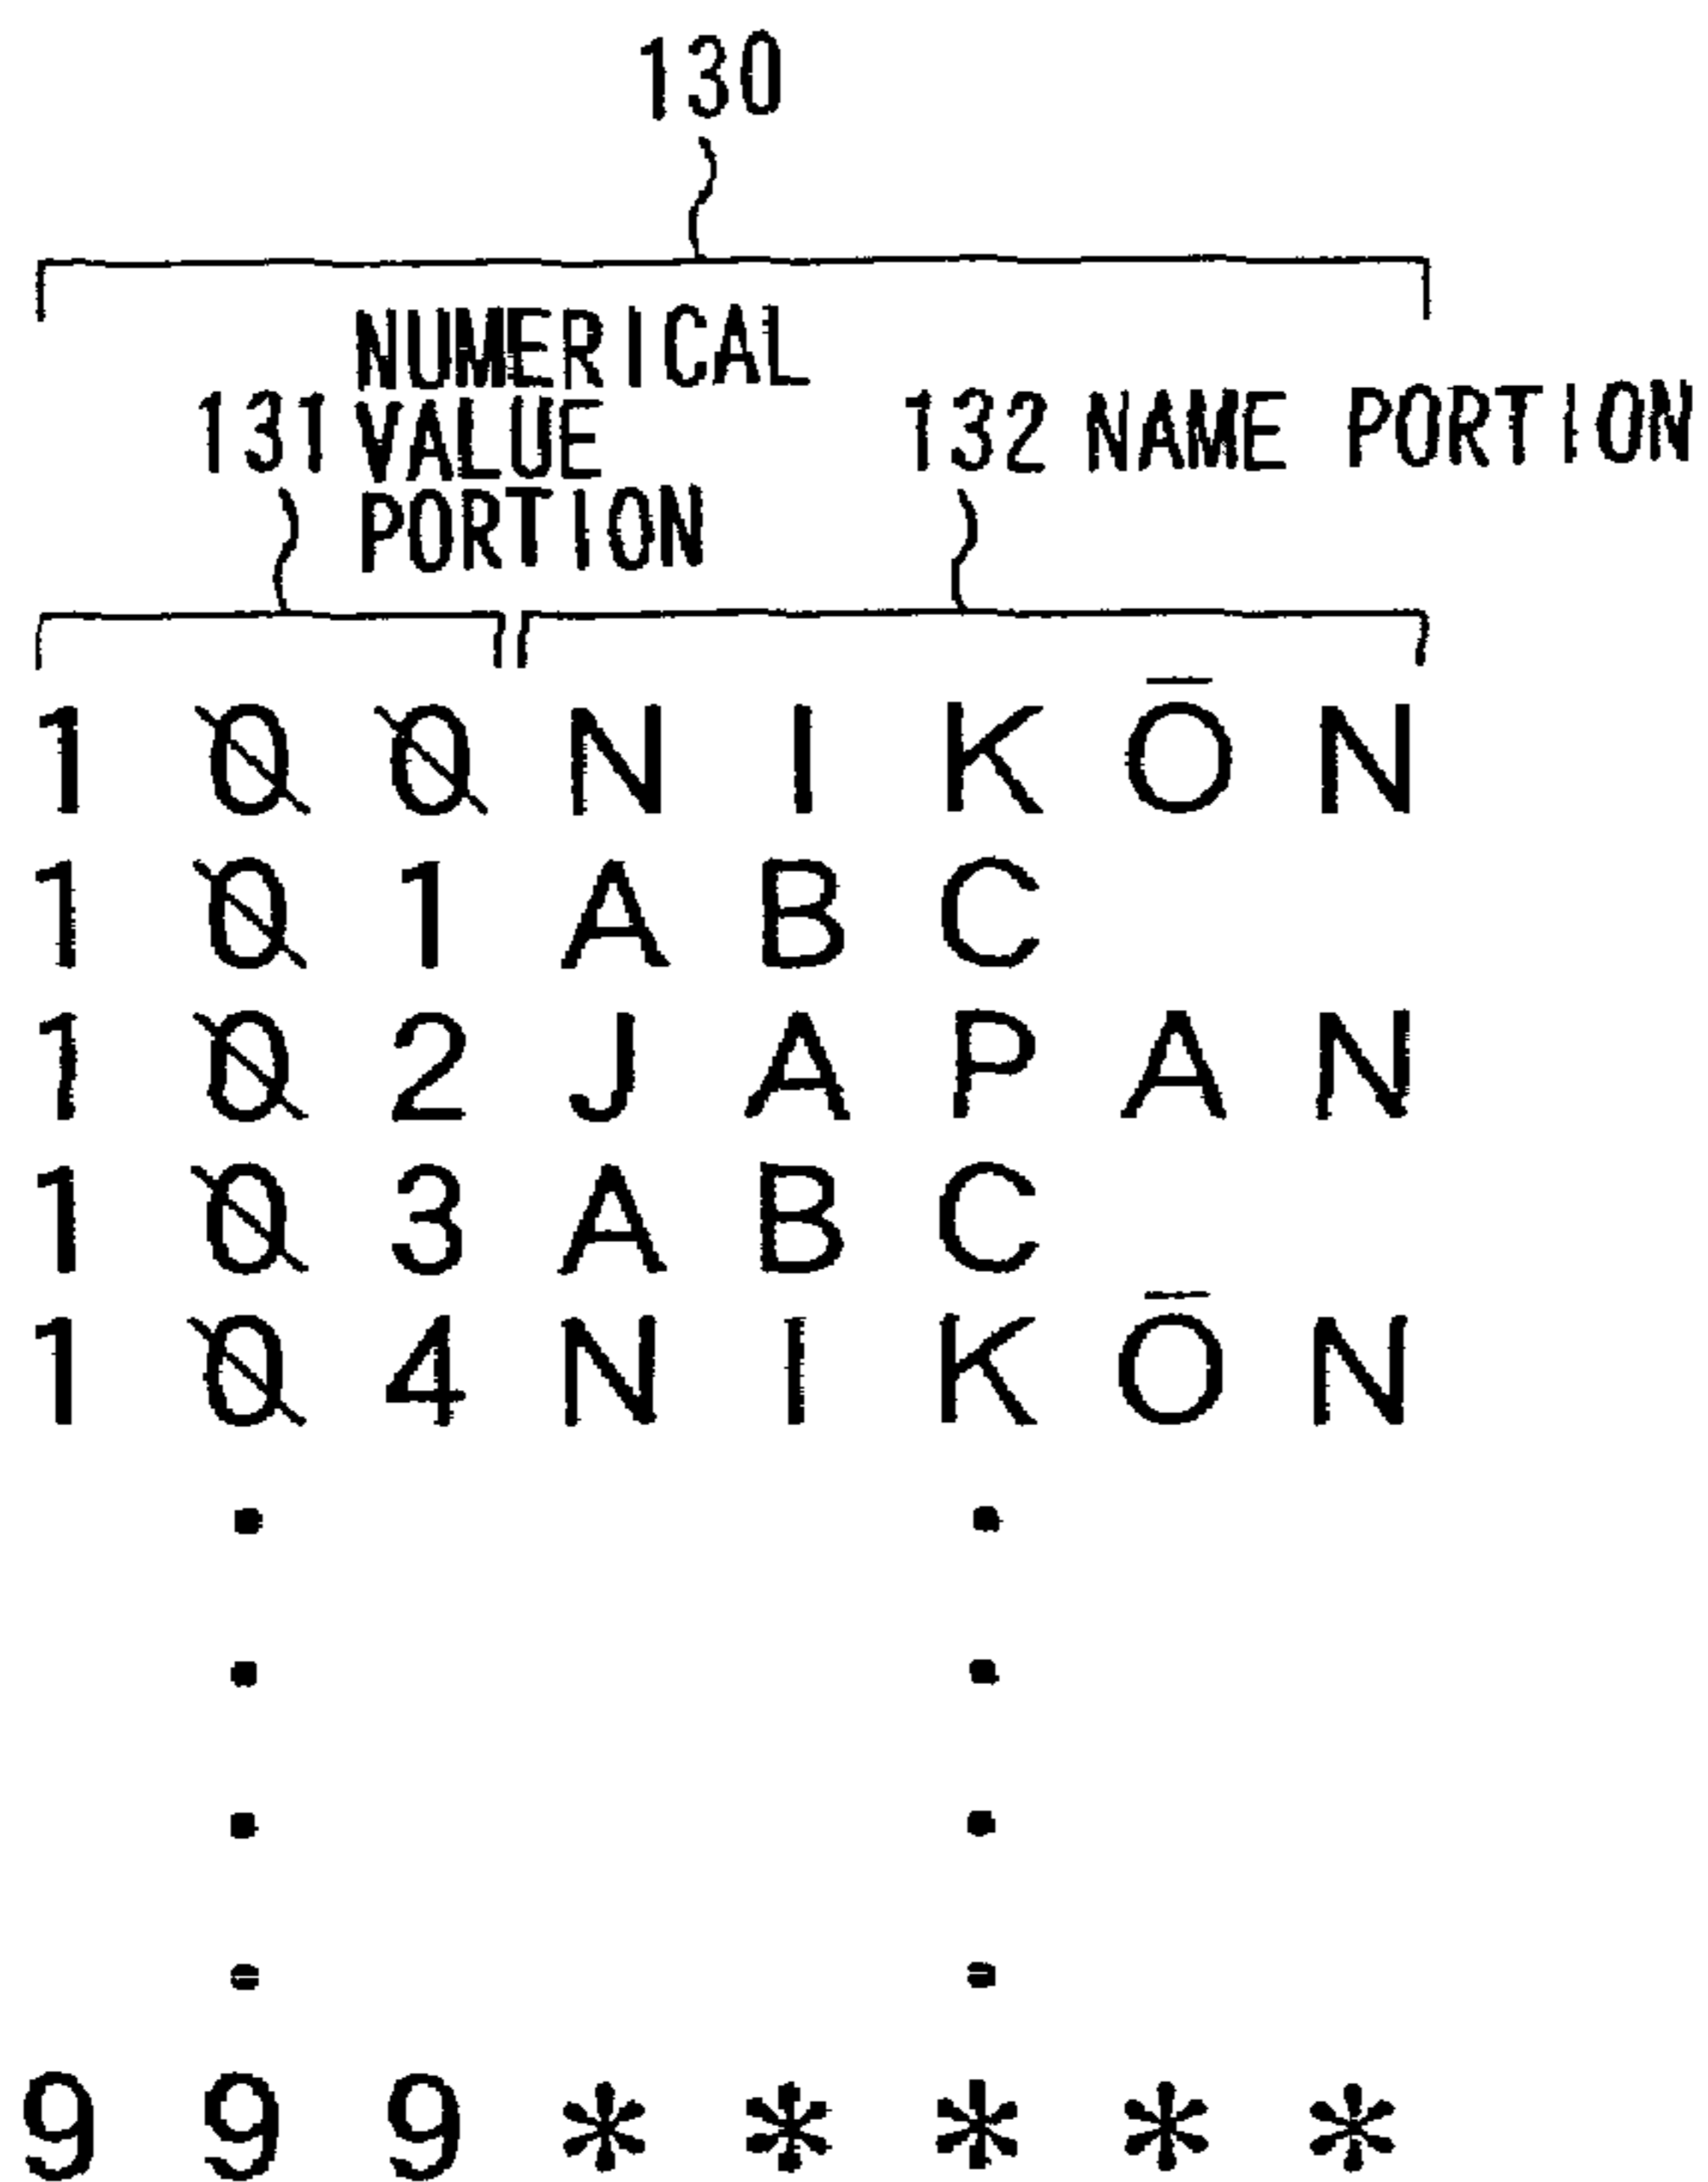 130
NUMERICAL
131 VALUE 132 NAME PORTION
PORTION
1 0̸ 0̸ N I K Ō N
1 0̸ 1 A B C
1 0̸ 2 J A P A N
1 0̸ 3 A B C
1 0̸ 4 N I K Ō N
9 9 9 * * * * *